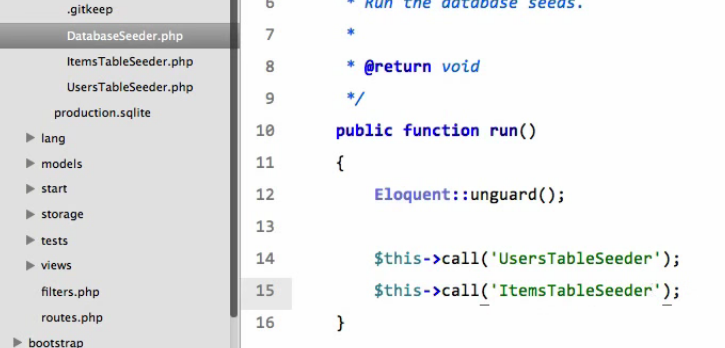 .gitkeep
DatabaseSeeder.php
ItemsTableSeeder.php
UsersTableSeeder.php
production.sqlite
lang
models
start
storage
tests
views
filters.php
routes.php
bootstrap
6 * Run the database seeds.
7 *
8 * @return void
9 */
10 public function run()
11 {
12 Eloquent::unguard();
13
14 $this->call('UsersTableSeeder');
15 $this->call('ItemsTableSeeder');
16 }